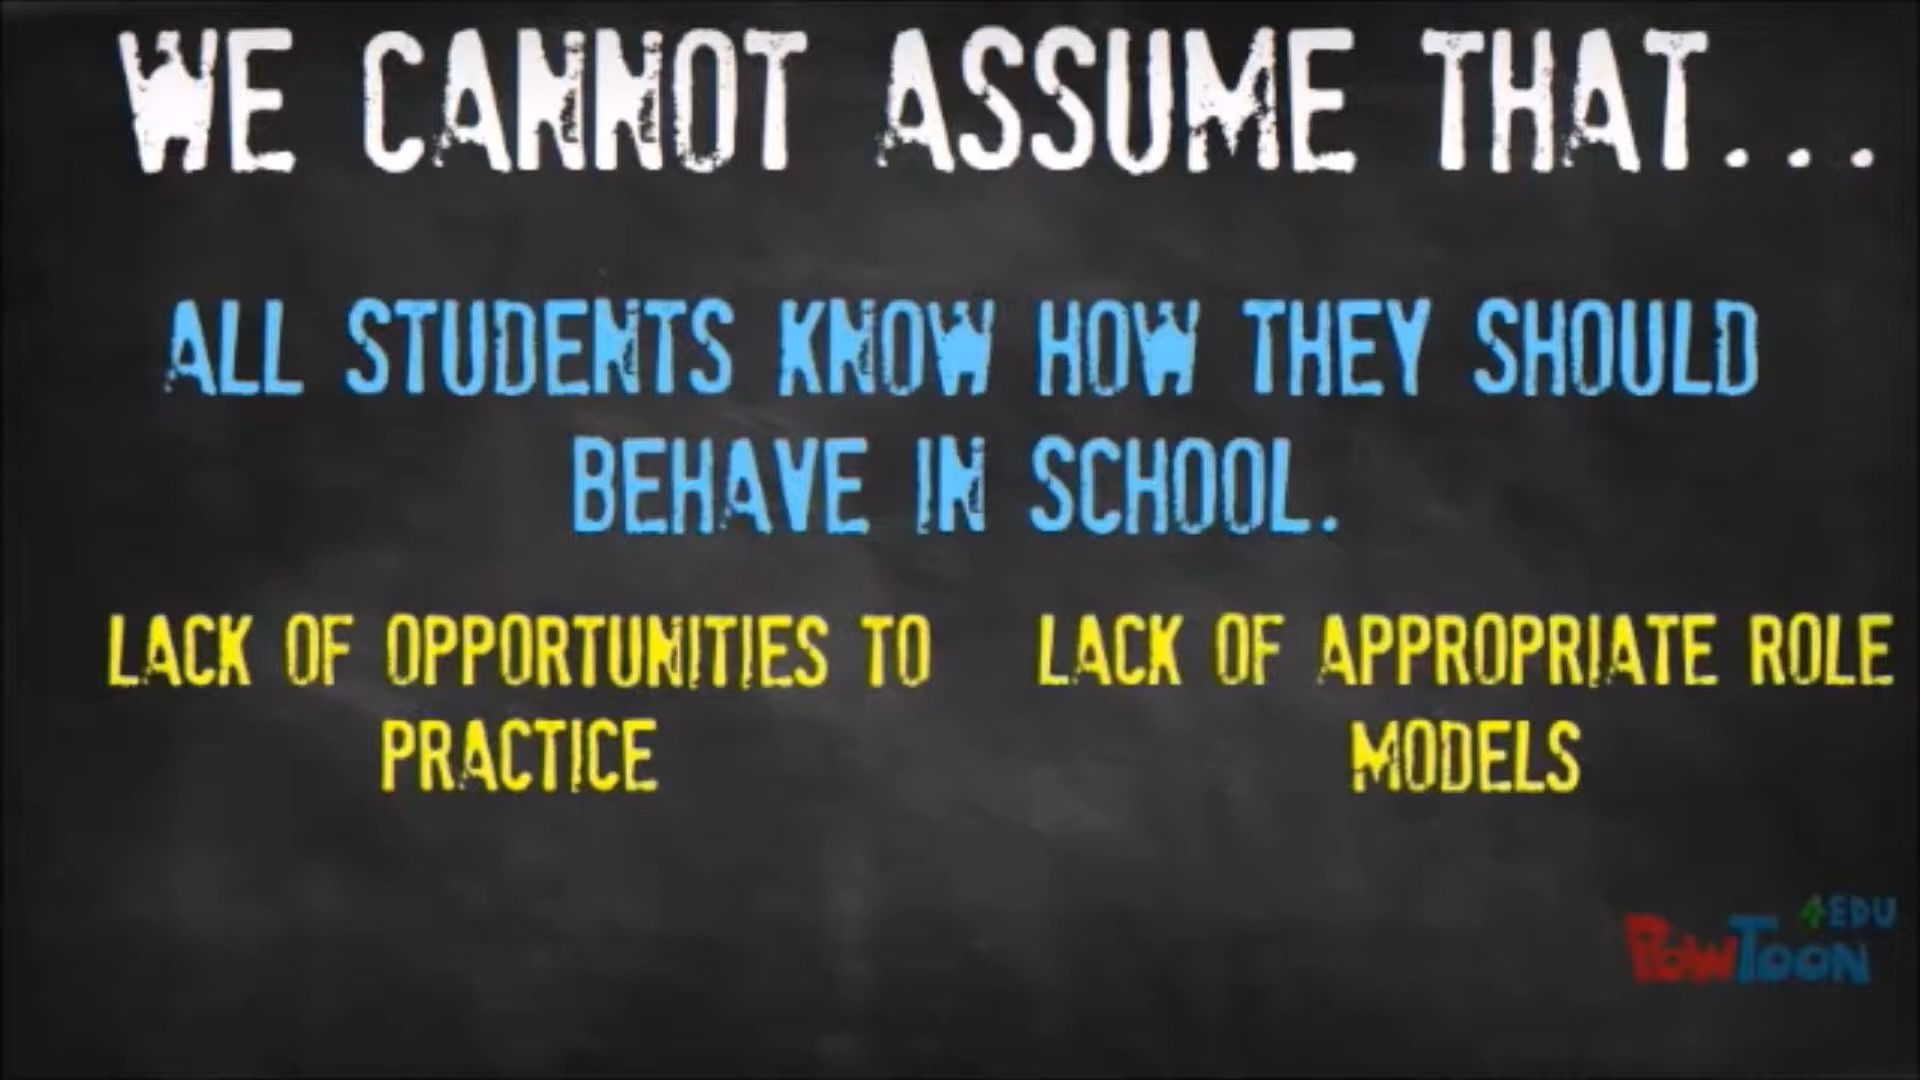 WE CANNOT ASSUME THAT...
ALL STUDENTS KNOW HOW THEY SHOULD
BEHAVE IN SCHOOL.
LACK OF OPPORTUNITIES TO
PRACTICE
LACK OF APPROPRIATE ROLE
MODELS
4EDU
POWTOON